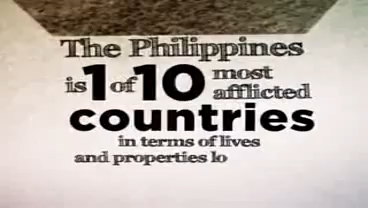 The Philippines
is 1 of 10 most afflicted
countries
in terms of lives
and properties lo